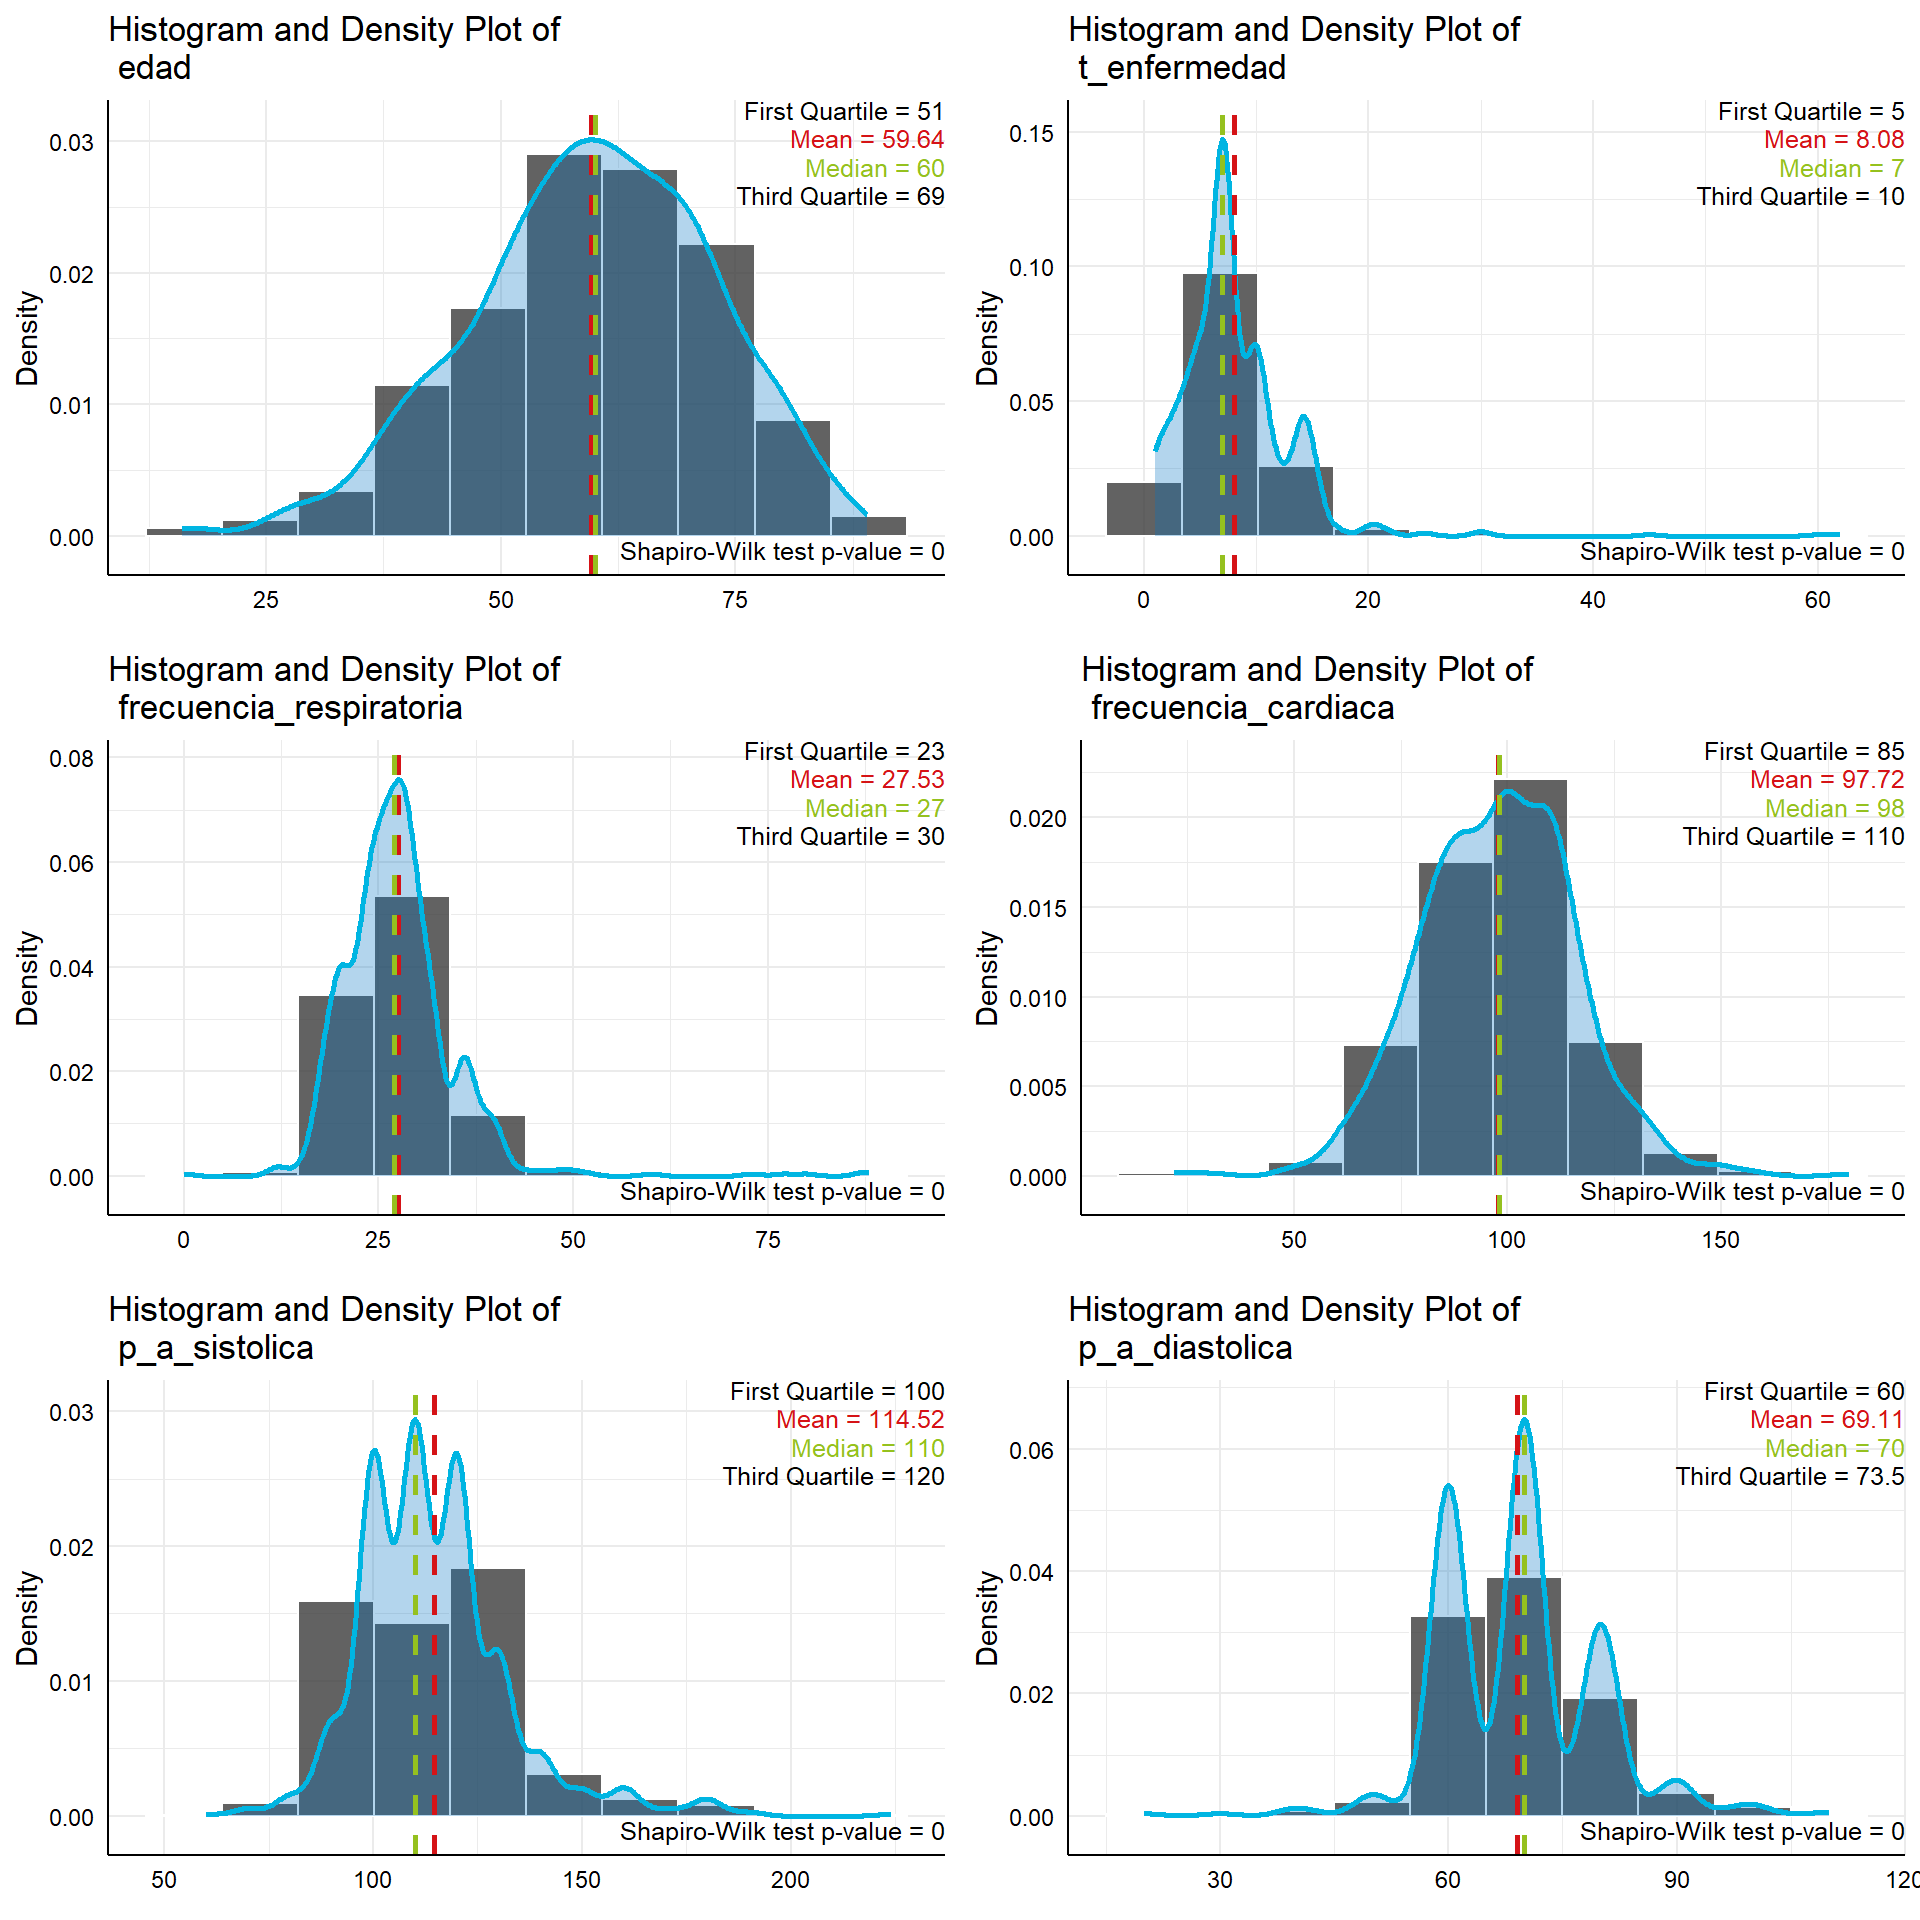 Histogram and Density Plot of
edad
First Quartile = 51
Mean = 59.64
Median = 60
Third Quartile = 69
0.03
0.02
0.01
0.00
Density
Shapiro-Wilk test p-value = 0
25 50 75
Histogram and Density Plot of
t_enfermedad
First Quartile = 5
Mean = 8.08
Median = 7
Third Quartile = 10
0.15
0.10
0.05
0.00
Density
Shapiro-Wilk test p-value = 0
0 20 40 60
Histogram and Density Plot of
frecuencia_respiratoria
First Quartile = 23
Mean = 27.53
Median = 27
Third Quartile = 30
0.08
0.06
0.04
0.02
0.00
Density
Shapiro-Wilk test p-value = 0
0 25 50 75
Histogram and Density Plot of
frecuencia_cardiaca
First Quartile = 85
Mean = 97.72
Median = 98
Third Quartile = 110
0.020
0.015
0.010
0.005
0.000
Density
Shapiro-Wilk test p-value = 0
50 100 150
Histogram and Density Plot of
p_a_sistolica
First Quartile = 100
Mean = 114.52
Median = 110
Third Quartile = 120
0.03
0.02
0.01
0.00
Density
Shapiro-Wilk test p-value = 0
50 100 150 200
Histogram and Density Plot of
p_a_diastolica
First Quartile = 60
Mean = 69.11
Median = 70
Third Quartile = 73.5
0.06
0.04
0.02
0.00
Density
Shapiro-Wilk test p-value = 0
30 60 90 120